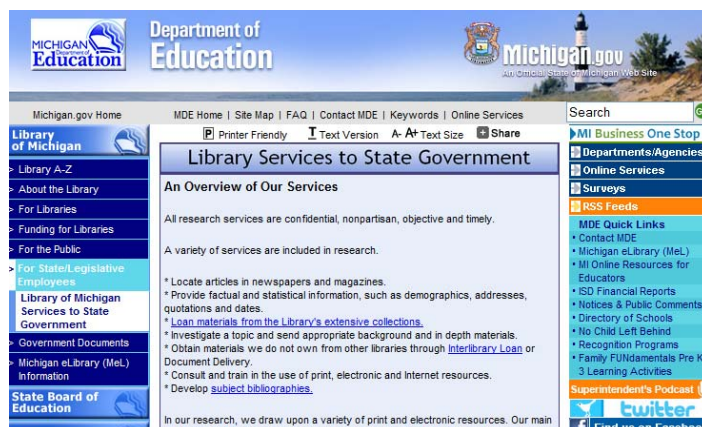 MICHIGAN
Department of
Education
Department of
Education
Michigan.gov
An Official State of Michigan Web Site
Michigan.gov Home
MDE Home | Site Map | FAQ | Contact MDE | Keywords | Online Services
Search
P Printer Friendly T Text Version A- A+ Text Size Share
Library
of Michigan
> Library A-Z
> About the Library
> For Libraries
> Funding for Libraries
> For the Public
> For State/Legislative
Employees
Library of Michigan
Services to State
Government
> Government Documents
> Michigan eLibrary (MeL)
Information
State Board of
Education
Library Services to State Government
An Overview of Our Services
All research services are confidential, nonpartisan, objective and timely.
A variety of services are included in research.
* Locate articles in newspapers and magazines.
* Provide factual and statistical information, such as demographics, addresses,
quotations and dates.
* Loan materials from the Library's extensive collections.
* Investigate a topic and send appropriate background and in depth materials.
* Obtain materials we do not own from other libraries through Interlibrary Loan or
Document Delivery.
* Consult and train in the use of print, electronic and Internet resources.
* Develop subject bibliographies.
In our research, we draw upon a variety of print and electronic resources. Our main
MI Business One Stop
Departments/Agencies
Online Services
Surveys
RSS Feeds
MDE Quick Links
• Contact MDE
• Michigan eLibrary (MeL)
• MI Online Resources for
Educators
• ISD Financial Reports
• Notices & Public Comments
• Directory of Schools
• No Child Left Behind
• Recognition Programs
• Family FUNdamentals Pre K
3 Learning Activities
Superintendent's Podcast (
twitter
f Find us on Facebook